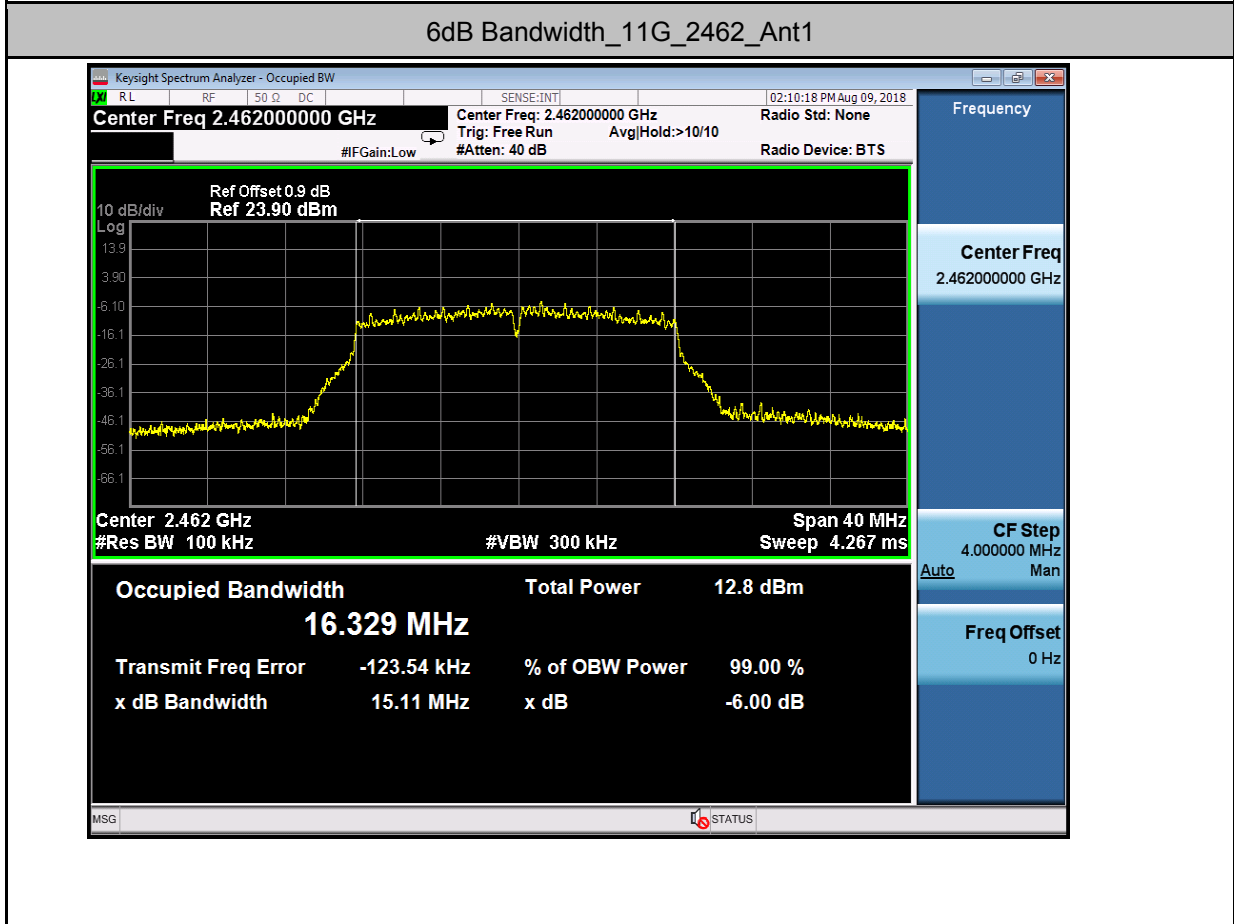 6dB Bandwidth_11G_2462_Ant1
Keysight Spectrum Analyzer - Occupied BW
LXI RL RF 50 Ω DC SENSE:INT 02:10:18 PM Aug 09, 2018
Center Freq 2.462000000 GHz Center Freq: 2.462000000 GHz Radio Std: None
Trig: Free Run Avg|Hold:>10/10
#IFGain:Low #Atten: 40 dB Radio Device: BTS
Ref Offset 0.9 dB
10 dB/div Ref 23.90 dBm
Log
13.9
3.90
-6.10
-16.1
-26.1
-36.1
-46.1
-56.1
-66.1
Center 2.462 GHz Span 40 MHz
#Res BW 100 kHz #VBW 300 kHz Sweep 4.267 ms
Occupied Bandwidth Total Power 12.8 dBm
16.329 MHz
Transmit Freq Error -123.54 kHz % of OBW Power 99.00 %
x dB Bandwidth 15.11 MHz x dB -6.00 dB
MSG STATUS
Frequency
Center Freq
2.462000000 GHz
CF Step
4.000000 MHz
Auto Man
Freq Offset
0 Hz